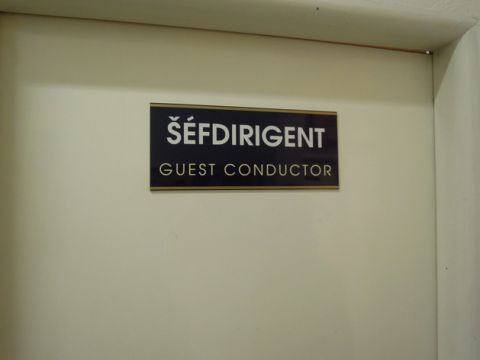 ŠÉFDIRIGENT
GUEST CONDUCTOR